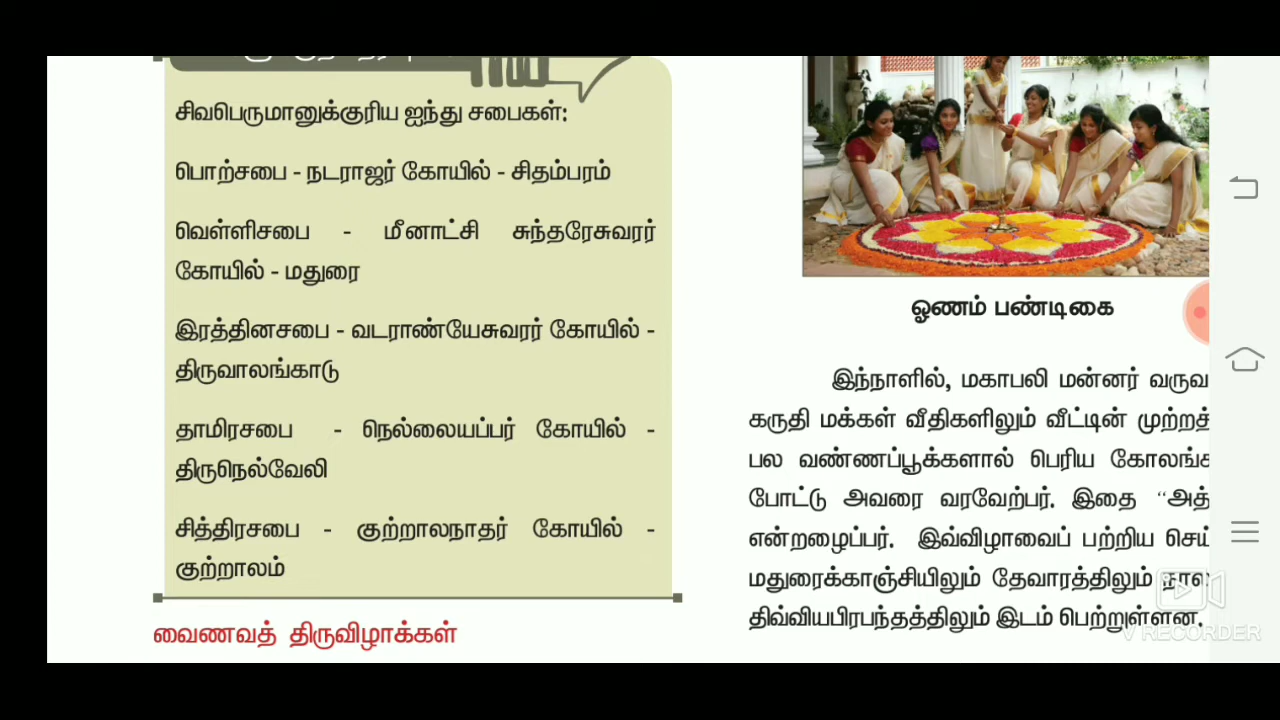 சிவபெருமானுக்குரிய ஐந்து சபைகள்:
பொற்சபை - நடராஜர் கோயில் - சிதம்பரம்
வெள்ளிசபை - மீனாட்சி சுந்தரேசுவரர்
கோயில் - மதுரை
இரத்தினசபை - வடராண்யேசுவரர் கோயில் -
திருவாலங்காடு
தாமிரசபை - நெல்லையப்பர் கோயில் -
திருநெல்வேலி
சித்திரசபை - குற்றாலநாதர் கோயில் -
குற்றாலம்
வைணவத் திருவிழாக்கள்
ஓணம் பண்டிகை
இந்நாளில், மகாபலி மன்னர் வருவ
கருதி மக்கள் வீதிகளிலும் வீட்டின் முற்றத்
பல வண்ணப்பூக்களால் பெரிய கோலங்க
போட்டு அவரை வரவேற்பர். இதை “அத்
என்றழைப்பர். இவ்விழாவைப் பற்றிய செய்
மதுரைக்காஞ்சியிலும் தேவாரத்திலும் நால
திவ்வியபிரபந்தத்திலும் இடம் பெற்றுள்ளன.
V RECORDER